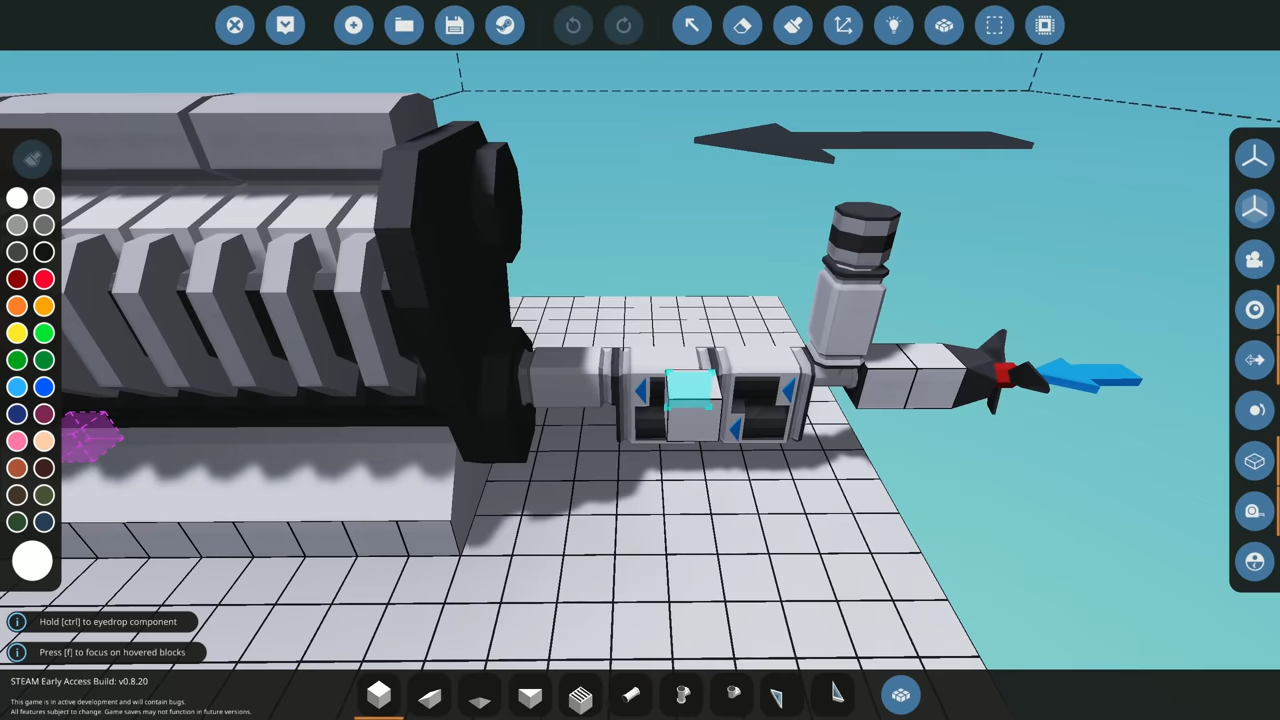 Hold [ctrl] to eyedrop component
Press [f] to focus on hovered blocks
STEAM Early Access Build: v0.8.20
This game is in active development and will contain bugs.
All features subject to change. Game saves may not function in future versions.